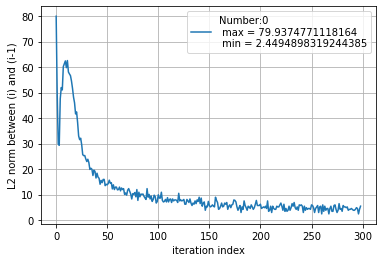 80
70
60
50
40
30
20
10
0
L2 norm between (i) and (i-1)
Number:0
max = 79.9374771118164
min = 2.4494898319244385
0 50 100 150 200 250 300
iteration index